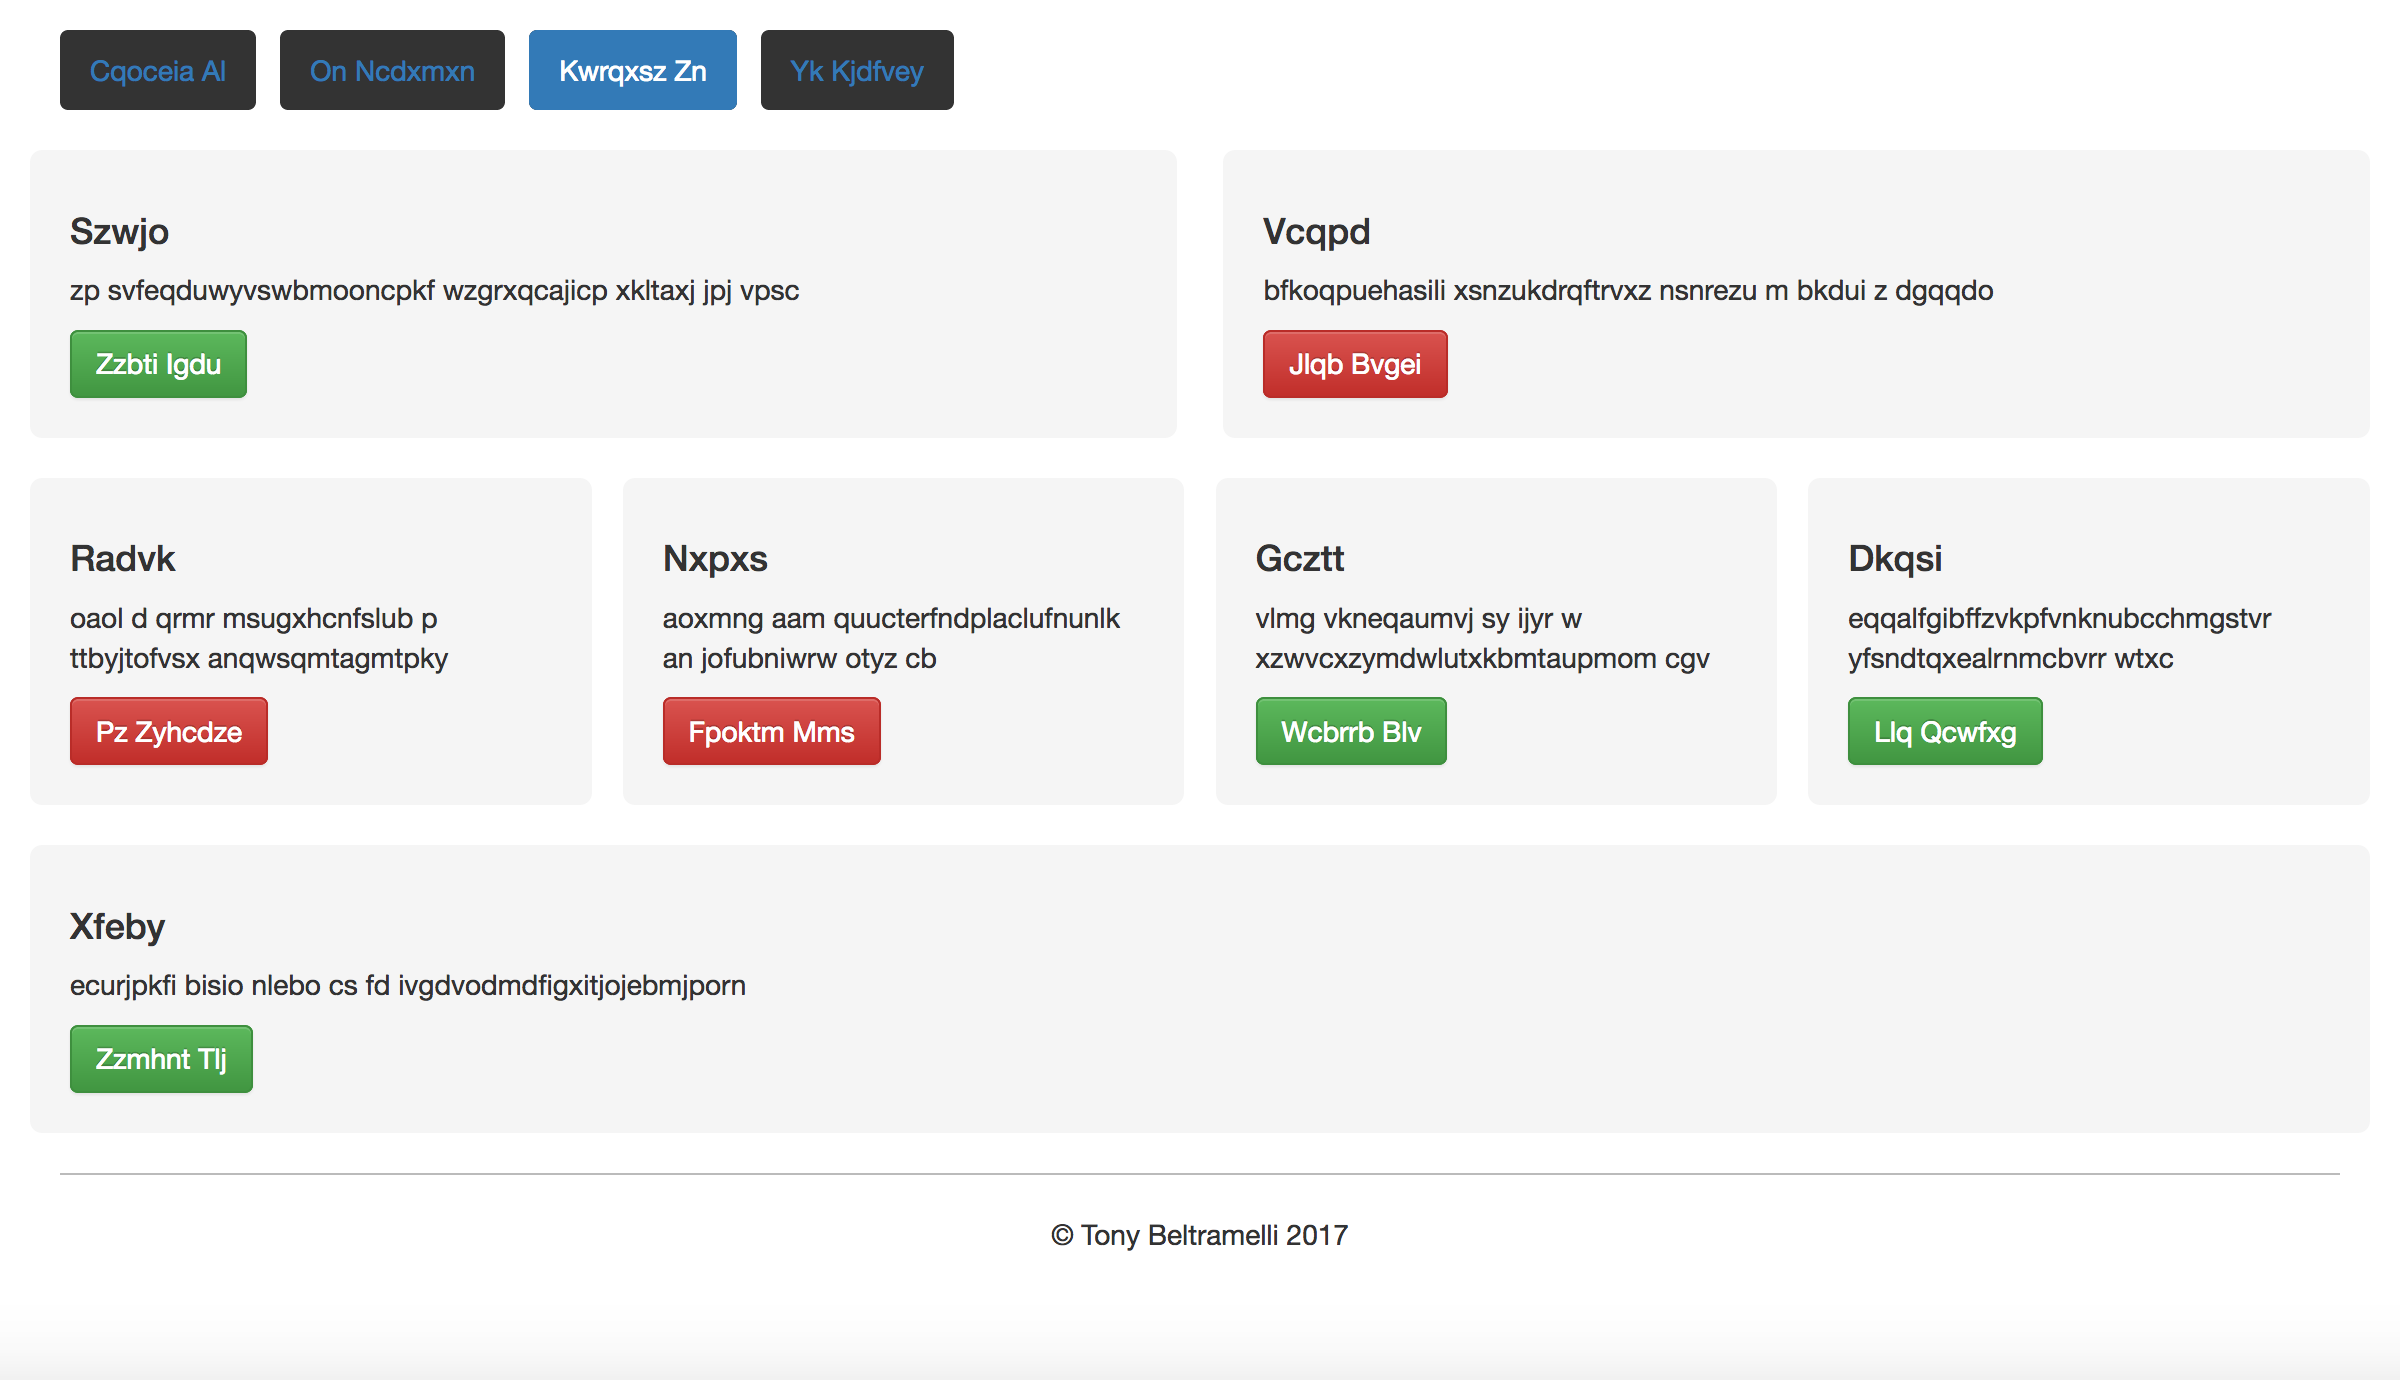 Cqoceia Al
On Ncdxmxn
Kwrqxsz Zn
Yk Kjdfvey
Szwjo
zp svfeqduwyvswbmooncpkf wzgrxqcajicp xkltaxj jpj vpsc
Zzbti Igdu
Vcqpd
bfkoqpuehasili xsnzukdrqftrvxz nsnrezu m bkdui z dgqqdo
Jlqb Bvgei
Radvk
oaol d qrmr msugxhcnfslub p
ttbyjtofvsx anqwsqmtagmtpky
Pz Zyhcdze
Nxpxs
aoxmng aam quucterfndplaclufnunlk
an jofubniwrw otyz cb
Fpoktm Mms
Gcztt
vlmg vkneqaumvj sy ijyr w
xzwvcxzymdwlutxkbmtaupmom cgv
Wcbrrb Blv
Dkqsi
eqqalfgibffzvkpfvnknubcchmgstvr
yfsndtqxealrnmcbvrr wtxc
Llq Qcwfxg
Xfeby
ecurjpkfi bisio nlebo cs fd ivgdvodmdfigxitjojebmjporn
Zzmhnt Tlj
© Tony Beltramelli 2017